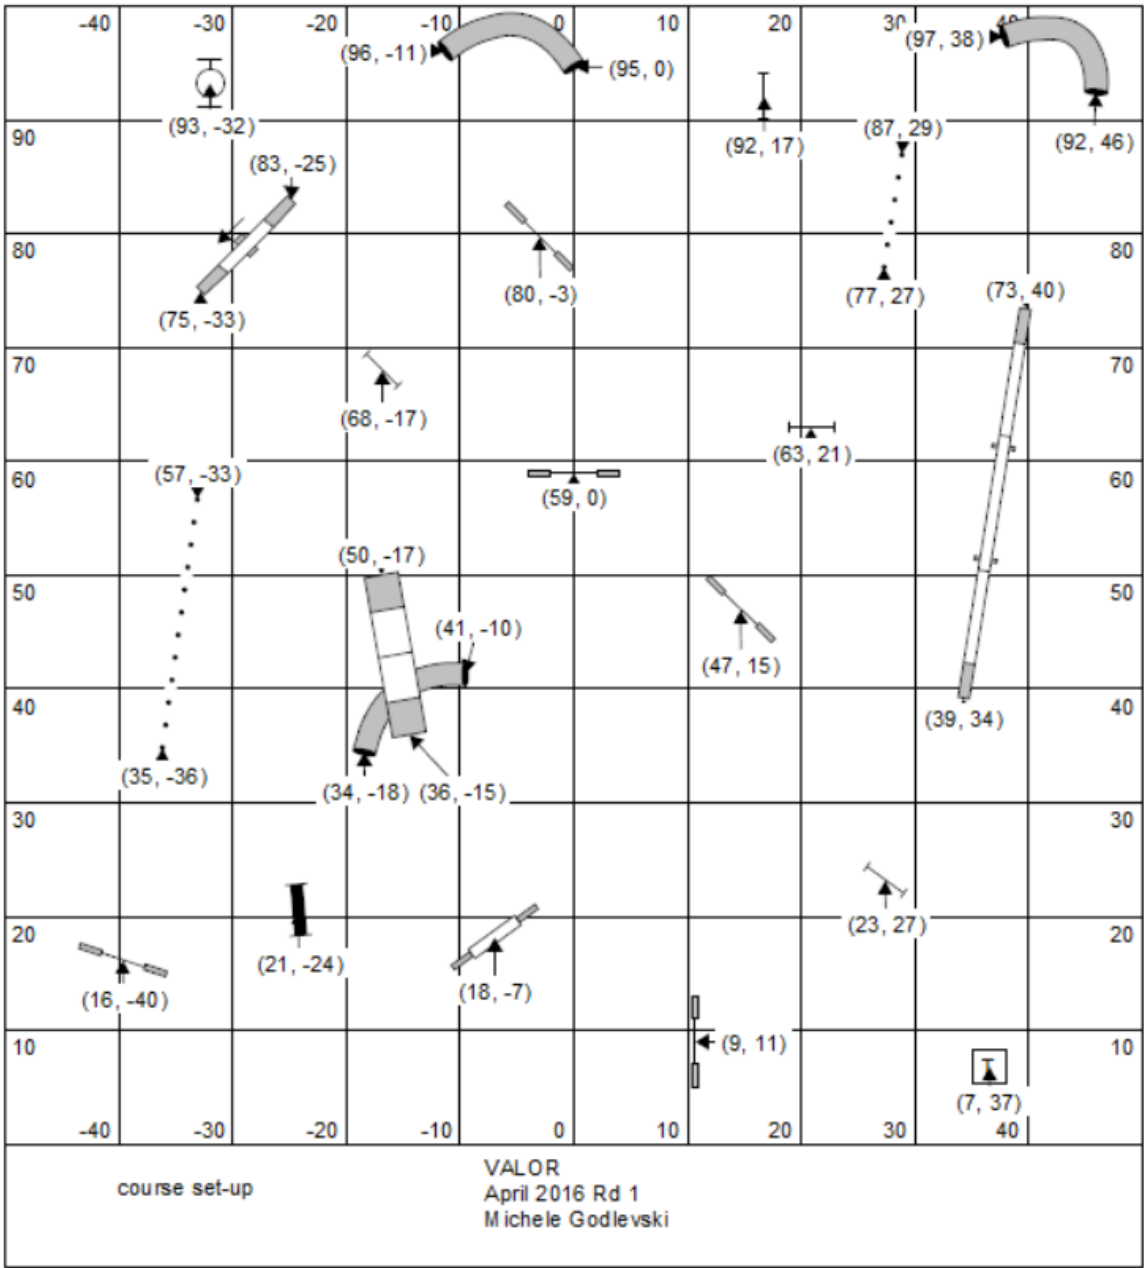 -40 -30 -20 -10 0 10 20 30 40
(96, -11) (95, 0) (97, 38)
(93, -32) (92, 17) (87, 29) (92, 46)
90
(83, -25)
80 80
(75, -33) (80, -3) (77, 27) (73, 40)
70 70
(68, -17)
(63, 21)
60 (57, -33) (59, 0) 60
(50, -17)
50 50
(41, -10)
(47, 15)
40 40
(39, 34)
(35, -36) (34, -18) (36, -15)
30 30
20 (23, 27) 20
(21, -24)
(16, -40) (18, -7)
10 (9, 11) 10
(7, 37)
-40 -30 -20 -10 0 10 20 30 40
course set-up
VALOR
April 2016 Rd 1
Michele Godlevski